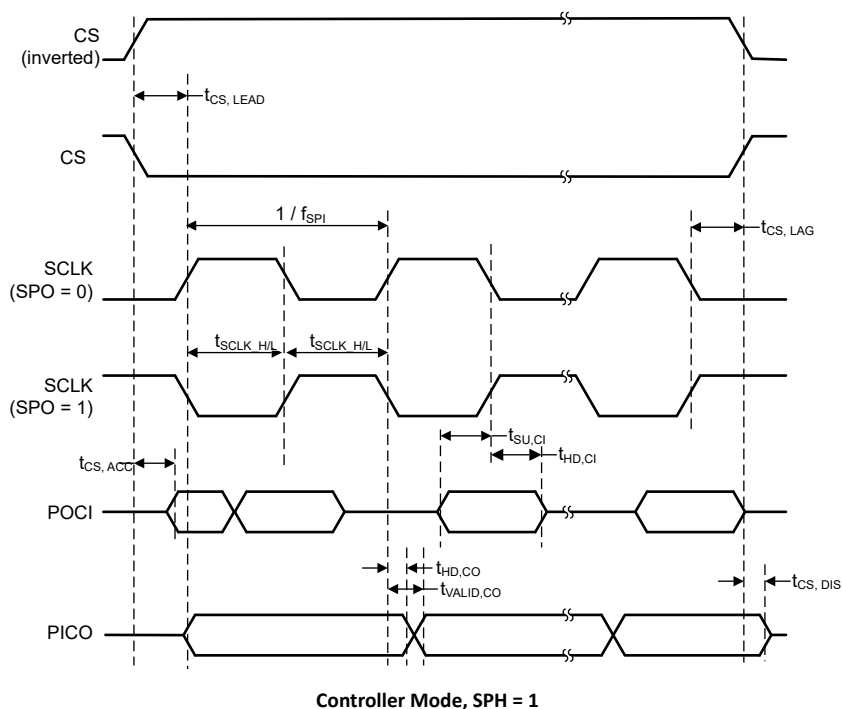 CS
(inverted)
tCS, LEAD
CS
1 / fSPI
tCS, LAG
SCLK
(SPO = 0)
tSCLK_H/L
tSCLK_H/L
SCLK
(SPO = 1)
tSU,CI
tHD,CI
tCS, ACC
POCI
tHD,CO
tVALID,CO
tCS, DIS
PICO
Controller Mode, SPH = 1